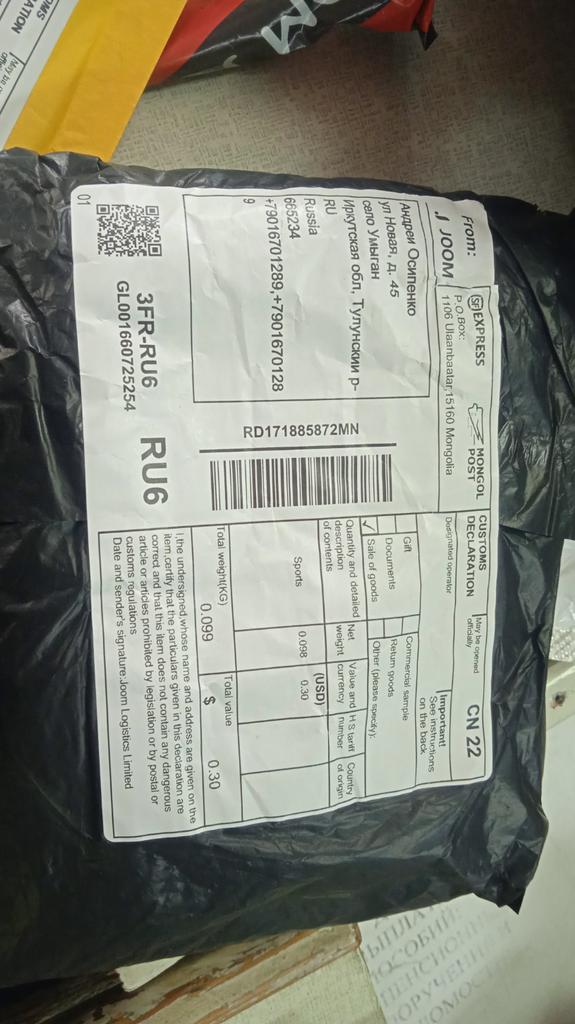 From:
JOOM
SF EXPRESS
MONGOL
POST
P.O.Box:
1106 Ulaanbaatar,15160 Mongolia
Андреи Осипенко
ул Новая, д. 45
село Умыган
Иркутская обл, Тулунскии р-
RU
Russia
665234
+79016701289,+7901670128
9
RD171885872MN
3FR-RU6
GL001660725254
RU6
01
CUSTOMS
DECLARATION
May be opened
officially
CN 22
Designated operator
Important!
See instructions
on the back
Gift
Commercial sample
Documents
Return goods
✓ Sale of goods
Other (please specify):
Quantity and detailed
description
of contents
Net
weight
Value and
currency
H S tariff
number
Country
of origin
(USD)
Sports
0.098
0.30
Total weight(KG)
0.099
Total value
$ 0.30
I,the undersigned,whose name and address are given on the
item,certify that the particulars given in this declaration are
correct and that this item does not contain any dangerous
article or articles prohibited by legislation or by postal or
customs regulations
Date and sender's signature:Joom Logistics Limited